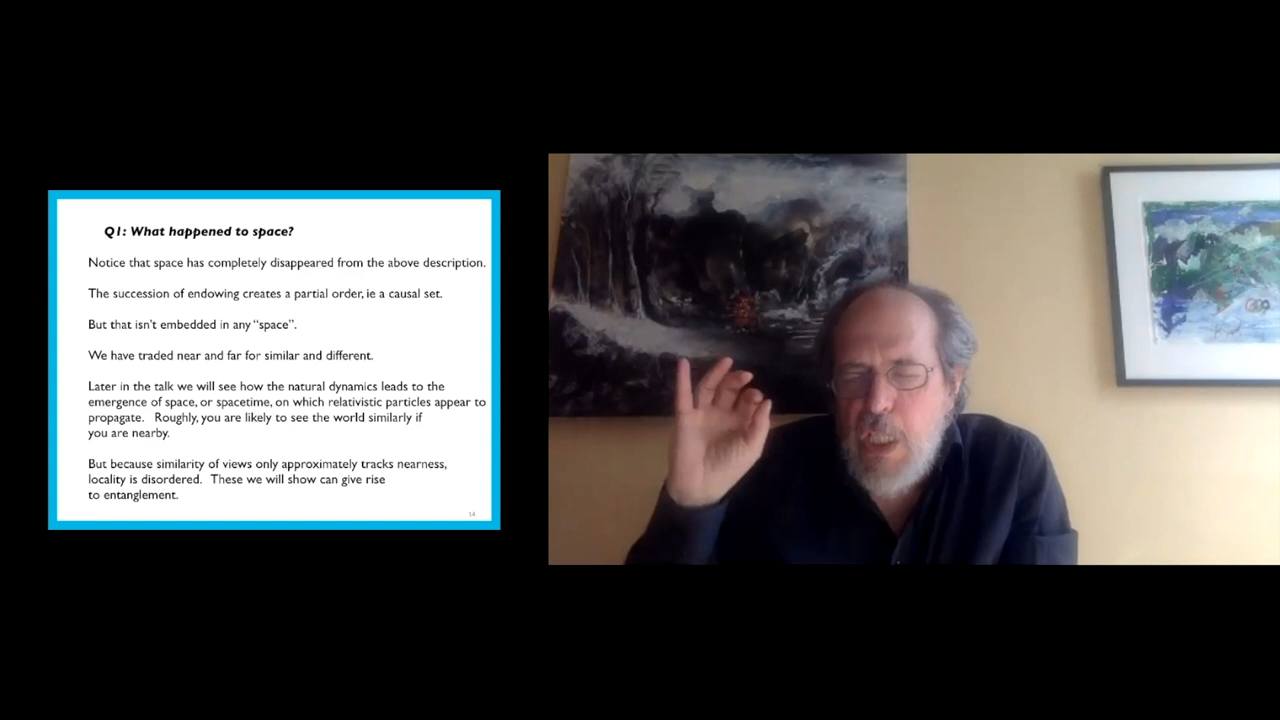 Q1: What happened to space?
Notice that space has completely disappeared from the above description.
The succession of endowing creates a partial order, ie a causal set.
But that isn't embedded in any "space".
We have traded near and far for similar and different.
Later in the talk we will see how the natural dynamics leads to the
emergence of space, or spacetime, on which relativistic particles appear to
propagate. Roughly, you are likely to see the world similarly if
you are nearby.
But because similarity of views only approximately tracks nearness,
locality is disordered. These we will show can give rise
to entanglement.
14